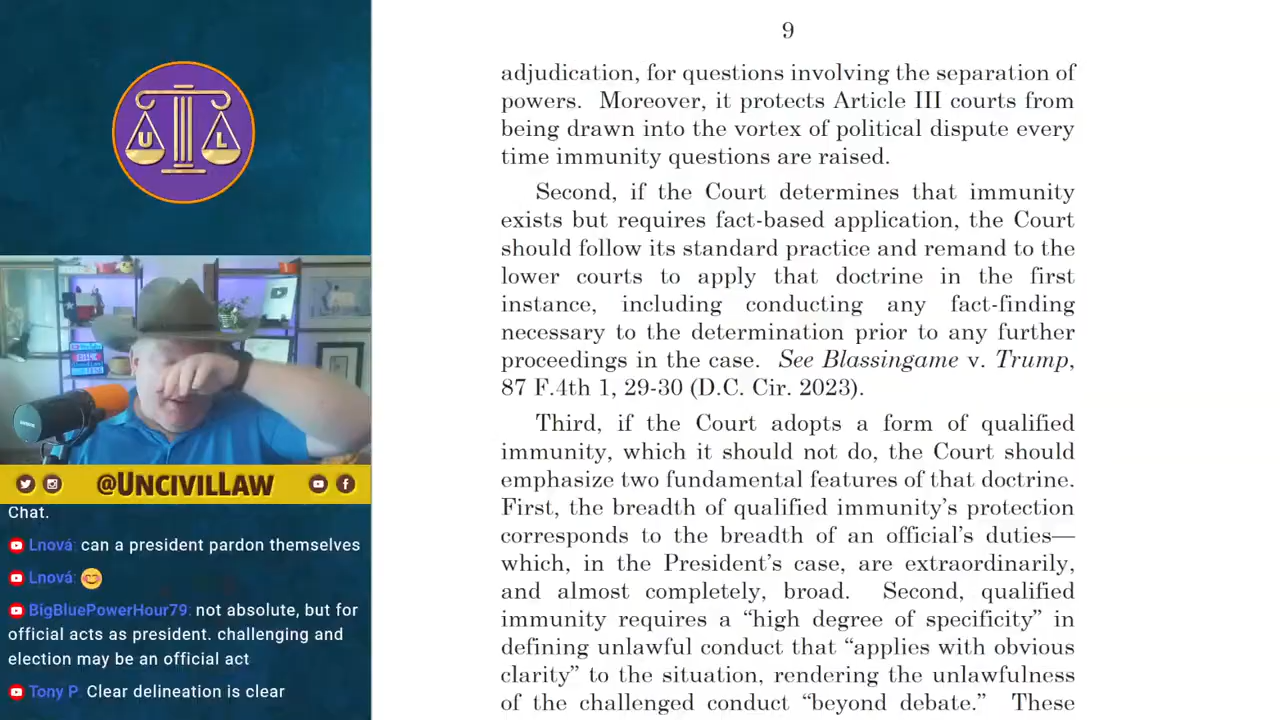 U L
@UNCIVILLAW
Chat.
Lnová: can a president pardon themselves
Lnová: 😊
BigBluePowerHour79: not absolute, but for
official acts as president. challenging and
election may be an official act
Tony P. Clear delineation is clear
9
adjudication, for questions involving the separation of
powers. Moreover, it protects Article III courts from
being drawn into the vortex of political dispute every
time immunity questions are raised.
Second, if the Court determines that immunity
exists but requires fact-based application, the Court
should follow its standard practice and remand to the
lower courts to apply that doctrine in the first
instance, including conducting any fact-finding
necessary to the determination prior to any further
proceedings in the case. See Blassingame v. Trump,
87 F.4th 1, 29-30 (D.C. Cir. 2023).
Third, if the Court adopts a form of qualified
immunity, which it should not do, the Court should
emphasize two fundamental features of that doctrine.
First, the breadth of qualified immunity’s protection
corresponds to the breadth of an official’s duties—
which, in the President’s case, are extraordinarily,
and almost completely, broad. Second, qualified
immunity requires a “high degree of specificity” in
defining unlawful conduct that “applies with obvious
clarity” to the situation, rendering the unlawfulness
of the challenged conduct “beyond debate.” These